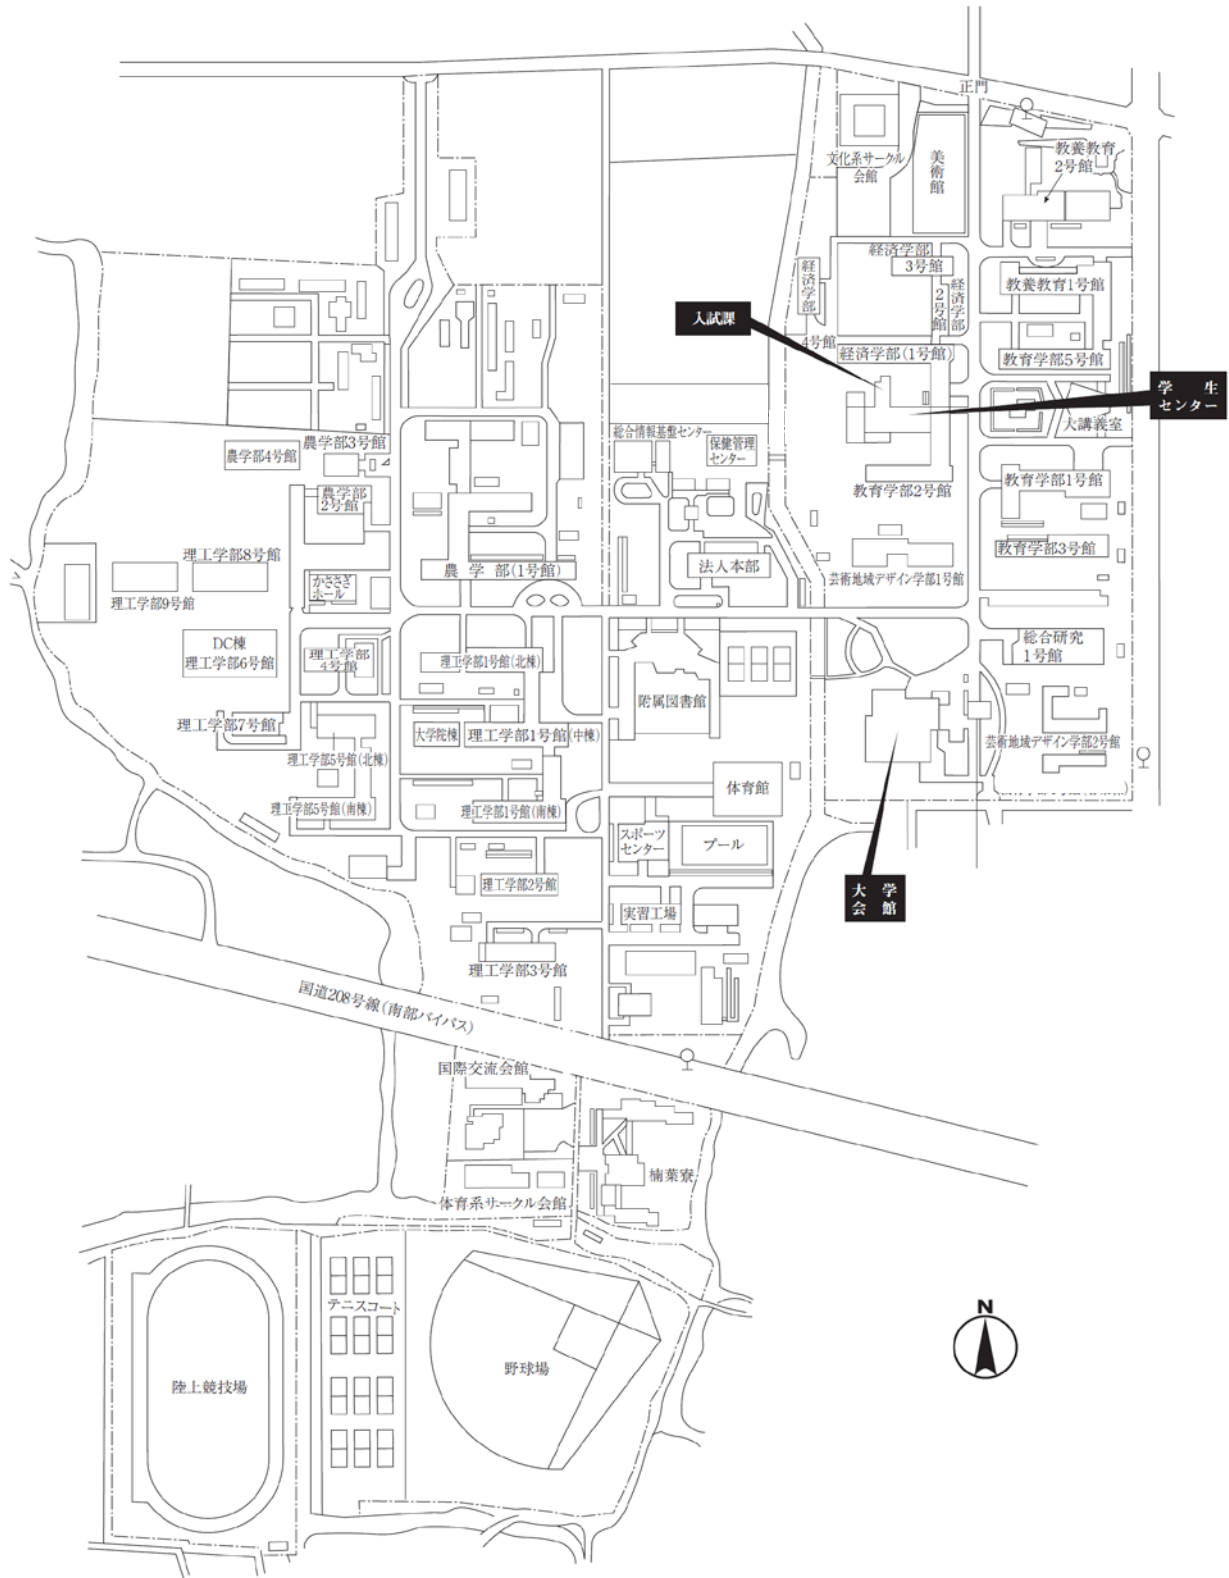 正門
教養教育
2号館
文化系サークル
会館
美術館
経済学部
3号館
経済学部
4号館
経済学部
2号館
教養教育1号館
入試課
経済学部(1号館)
教育学部5号館
学生
センター
大講義室
総合情報基盤センター
保健管理
センター
農学部3号館
農学部4号館
農学部
2号館
教育学部2号館
教育学部1号館
理工学部8号館
農学部(1号館)
法人本部
芸術地域デザイン学部1号館
教育学部3号館
かささぎ
ホール
理工学部9号館
DC棟
理工学部6号館
理工学部
4号館
理工学部1号館(北棟)
総合研究
1号館
附属図書館
理工学部7号館
大学院棟
理工学部1号館(中棟)
芸術地域デザイン学部2号館
理工学部5号館(北棟)
体育館
理工学部5号館(南棟)
理工学部1号館(南棟)
スポーツ
センター
プール
理工学部2号館
大学
会館
実習工場
理工学部3号館
国道208号線(南部バイパス)
国際交流会館
楠葉寮
体育系サークル会館
テニスコート
N
野球場
陸上競技場